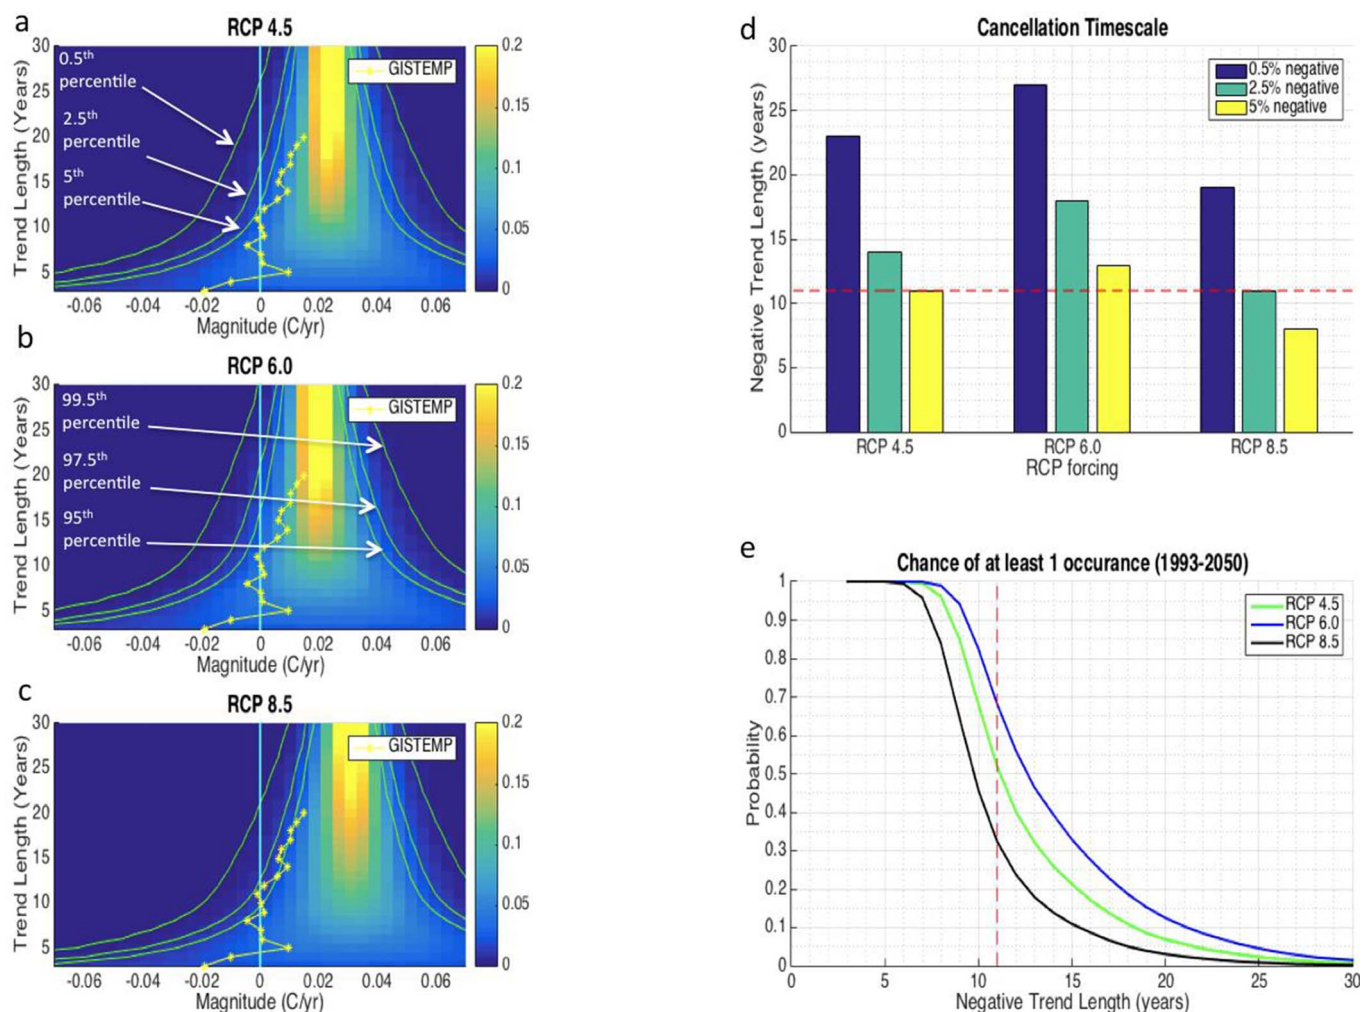 a
RCP 4.5
30
25
20
15
10
5
Trend Length (Years)
0.5th
percentile
2.5th
percentile
5th
percentile
GISTEMP
0.2
0.15
0.1
0.05
0
-0.06 -0.04 -0.02 0 0.02 0.04 0.06
Magnitude (C/yr)
b
RCP 6.0
30
25
20
15
10
5
Trend Length (Years)
99.5th
percentile
97.5th
percentile
95th
percentile
GISTEMP
0.2
0.15
0.1
0.05
0
-0.06 -0.04 -0.02 0 0.02 0.04 0.06
Magnitude (C/yr)
c
RCP 8.5
30
25
20
15
10
5
Trend Length (Years)
GISTEMP
0.2
0.15
0.1
0.05
0
-0.06 -0.04 -0.02 0 0.02 0.04 0.06
Magnitude (C/yr)
d
Cancellation Timescale
30
25
20
15
10
5
0
Negative Trend Length (years)
0.5% negative
2.5% negative
5% negative
RCP 4.5 RCP 6.0 RCP 8.5
RCP forcing
e
Chance of at least 1 occurance (1993-2050)
1
0.9
0.8
0.7
0.6
0.5
0.4
0.3
0.2
0.1
0
Probability
RCP 4.5
RCP 6.0
RCP 8.5
0 5 10 15 20 25 30
Negative Trend Length (years)